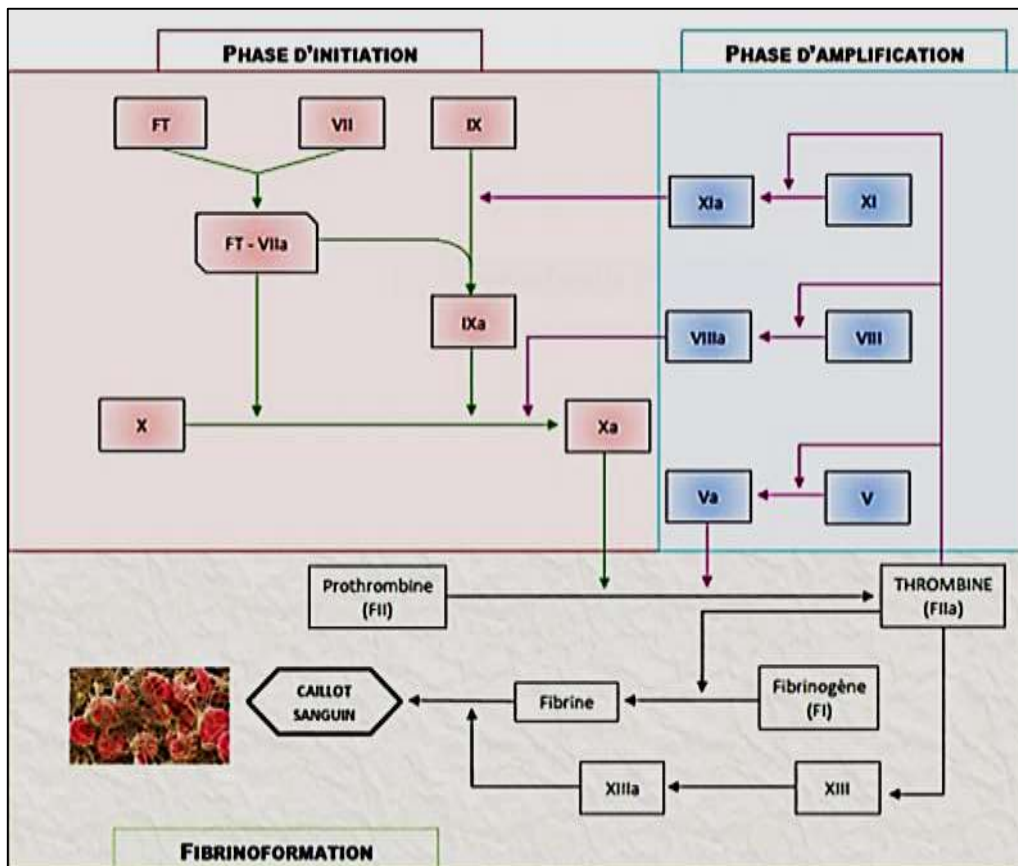 PHASE D'INITIATION
PHASE D'AMPLIFICATION
FT
VII
IX
XIa
XI
FT - VIIa
IXa
VIIIa
VIII
X
Xa
Va
V
Prothrombine
(FII)
THROMBINE
(FIIa)
CAILLOT
SANGUIN
Fibrine
Fibrinogène
(FI)
XIIIa
XIII
FIBRINOFORMATION